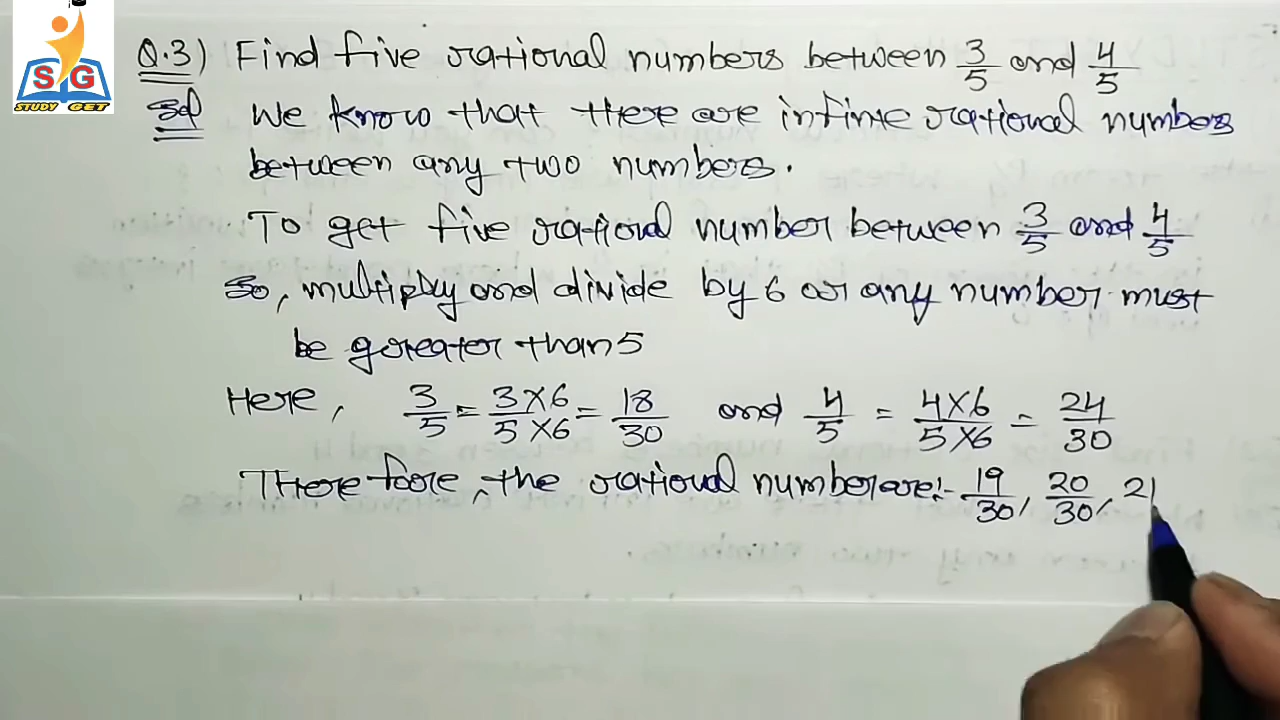 SG
STUDY GET
Q.3) Find five rational numbers between 3/5 and 4/5
Sol We know that there are infinte rational numbers
between any two numbers.
To get five rational number between 3/5 and 4/5
So, multiply and divide by 6 or any number must
be greater than 5
Here, 3/5 = 3×6/5×6 = 18/30 and 4/5 = 4×6/5×6 = 24/30
Therefore, the rational number are:- 19/30, 20/30, 21